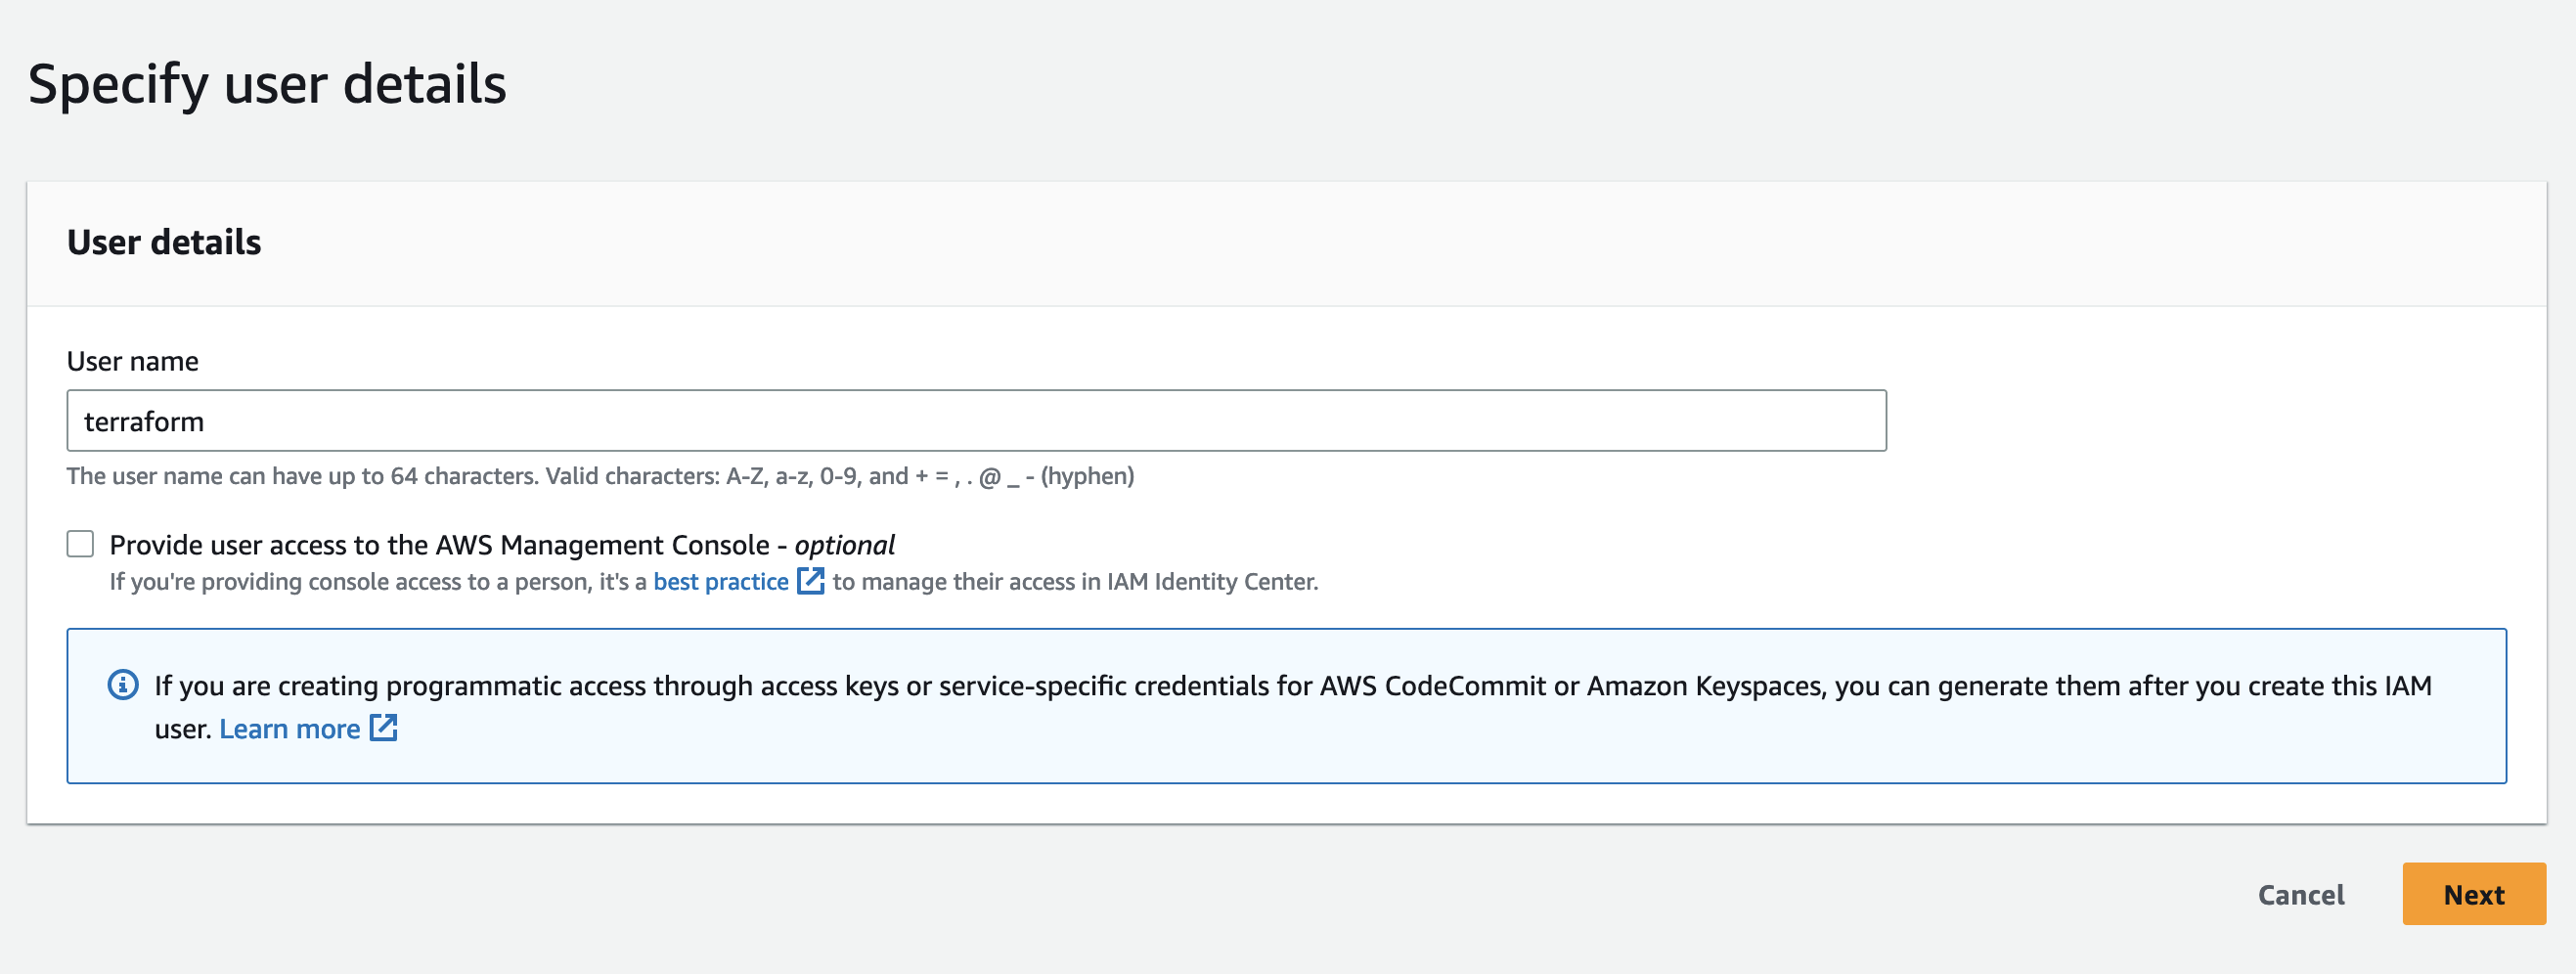 Specify user details
User details
User name
terraform
The user name can have up to 64 characters. Valid characters: A-Z, a-z, 0-9, and + = , . @ _ - (hyphen)
Provide user access to the AWS Management Console - optional
If you're providing console access to a person, it's a best practice to manage their access in IAM Identity Center.
If you are creating programmatic access through access keys or service-specific credentials for AWS CodeCommit or Amazon Keyspaces, you can generate them after you create this IAM
user. Learn more
Cancel Next